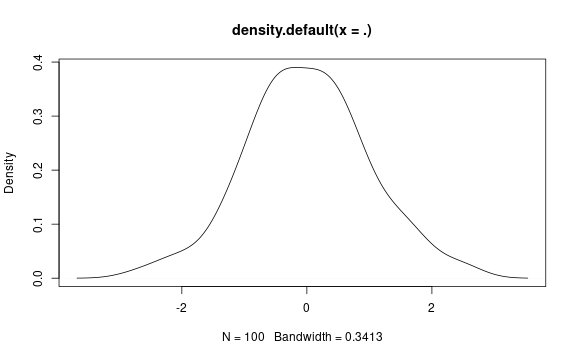 density.default(x = .)
Density
0.4
0.3
0.2
0.1
0.0
-2 0 2
N = 100 Bandwidth = 0.3413